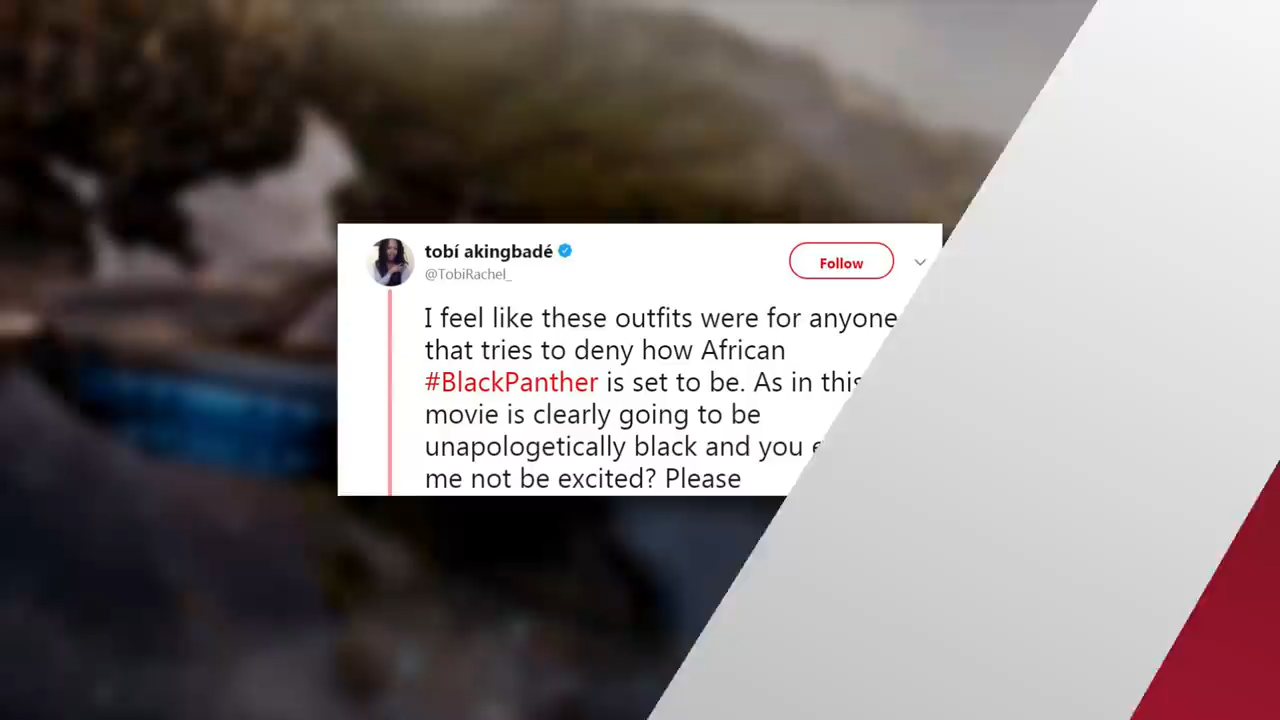 tobí akingbadé
@TobiRachel_
Follow
I feel like these outfits were for anyone
that tries to deny how African
#BlackPanther is set to be. As in this
movie is clearly going to be
unapologetically black and you
me not be excited? Please